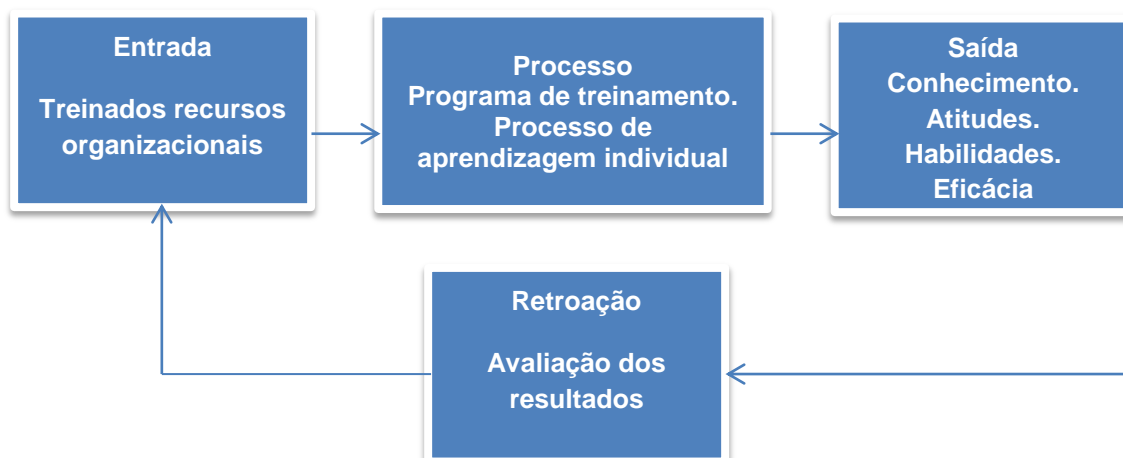 Entrada
Treinados recursos
organizacionais
Processo
Programa de treinamento.
Processo de
aprendizagem individual
Saída
Conhecimento.
Atitudes.
Habilidades.
Eficácia
Retroação
Avaliação dos
resultados